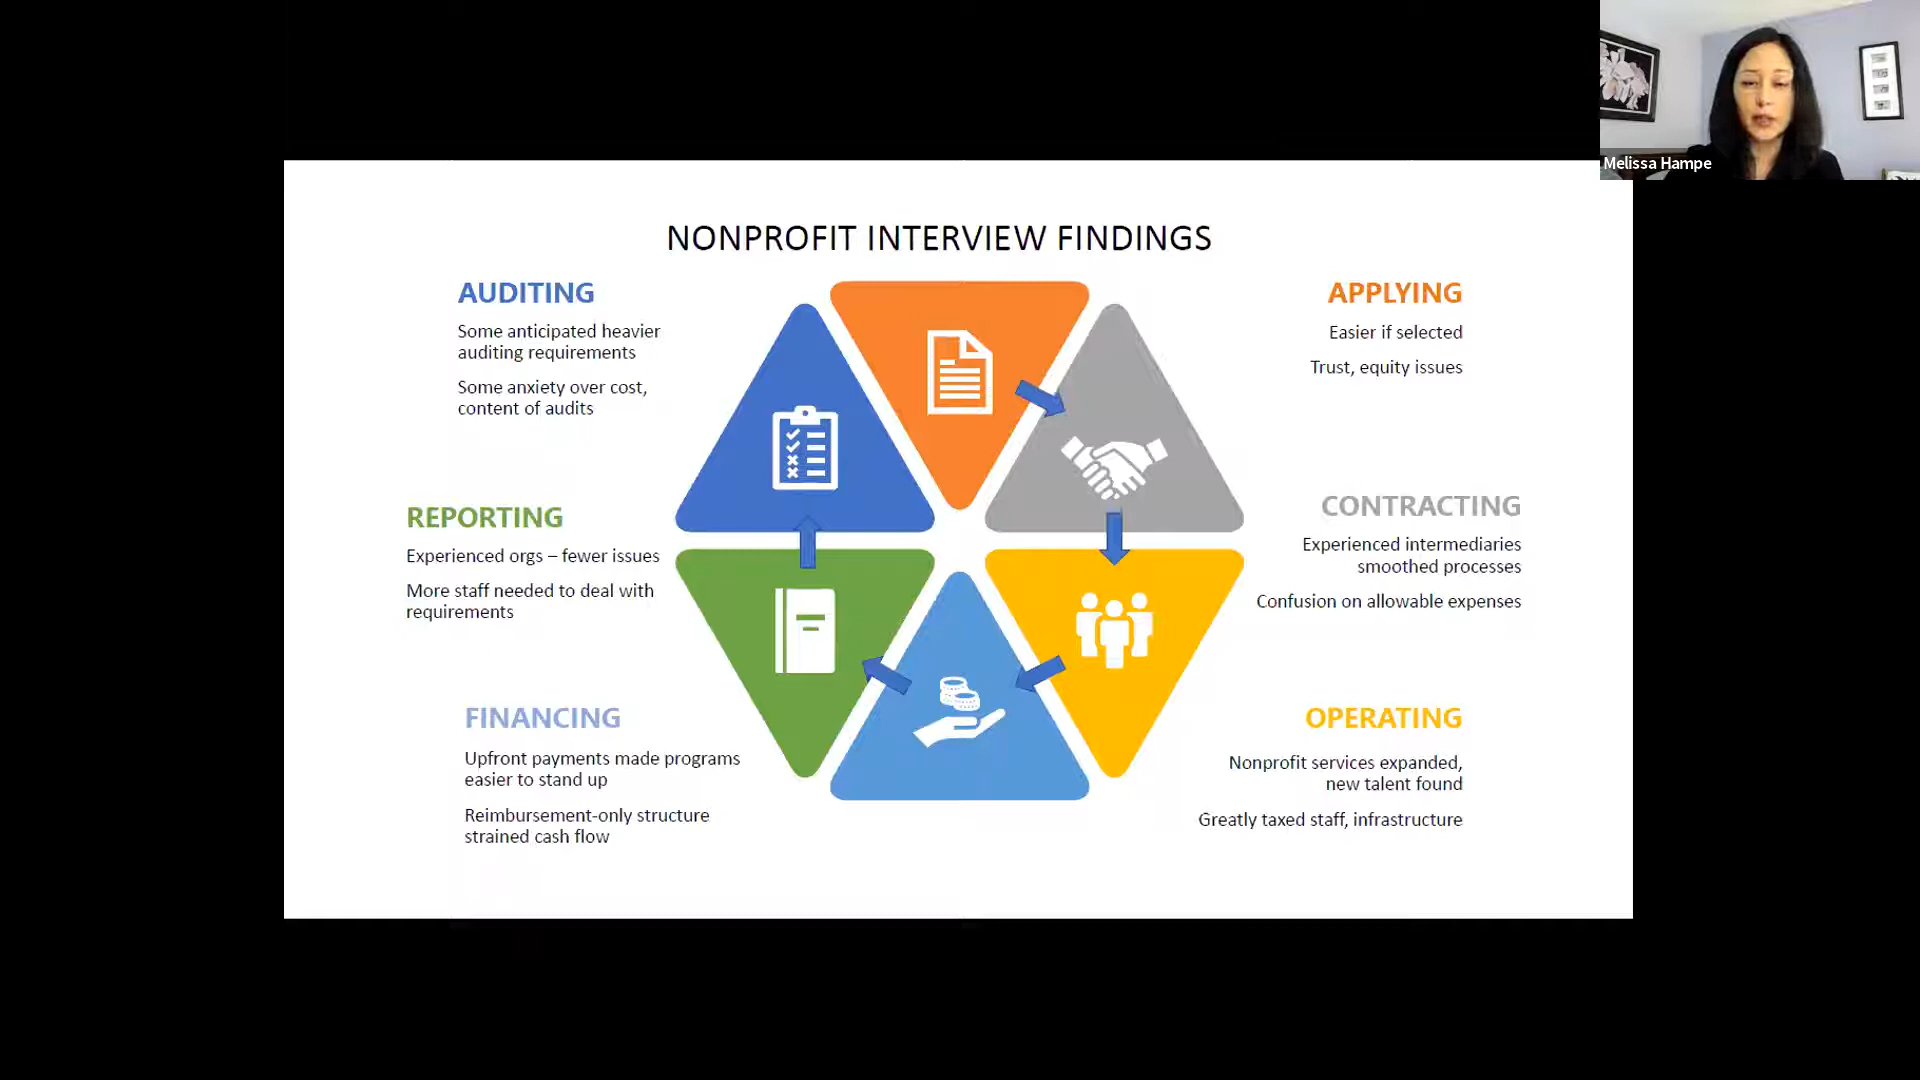 Melissa Hampe
NONPROFIT INTERVIEW FINDINGS
AUDITING
Some anticipated heavier
auditing requirements
Some anxiety over cost,
content of audits
APPLYING
Easier if selected
Trust, equity issues
REPORTING
Experienced orgs – fewer issues
More staff needed to deal with
requirements
CONTRACTING
Experienced intermediaries
smoothed processes
Confusion on allowable expenses
FINANCING
Upfront payments made programs
easier to stand up
Reimbursement-only structure
strained cash flow
OPERATING
Nonprofit services expanded,
new talent found
Greatly taxed staff, infrastructure